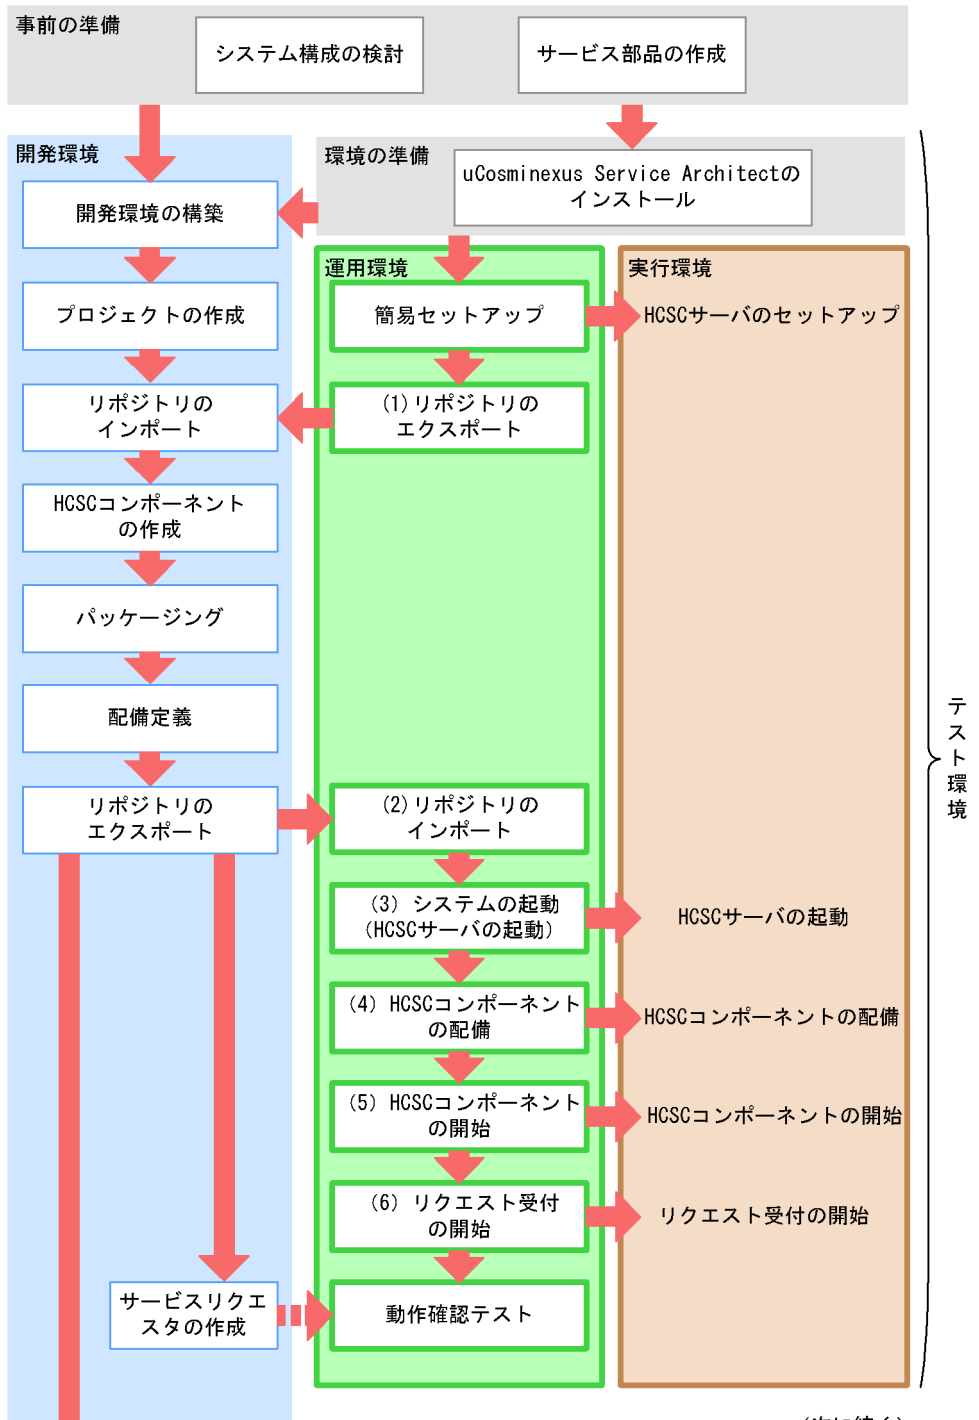 事前の準備
システム構成の検討
サービス部品の作成
開発環境
環境の準備
uCosminexus Service Architectの
インストール
開発環境の構築
運用環境
実行環境
プロジェクトの作成
簡易セットアップ
HCSCサーバのセットアップ
リポジトリの
インポート
(1)リポジトリの
エクスポート
HCSCコンポーネント
の作成
パッケージング
配備定義
テスト環境
リポジトリの
エクスポート
(2)リポジトリの
インポート
(3) システムの起動
(HCSCサーバの起動)
HCSCサーバの起動
(4) HCSCコンポーネント
の配備
HCSCコンポーネントの配備
(5) HCSCコンポーネント
の開始
HCSCコンポーネントの開始
(6) リクエスト受付
の開始
リクエスト受付の開始
サービスリクエ
スタの作成
動作確認テスト
(次に続く)